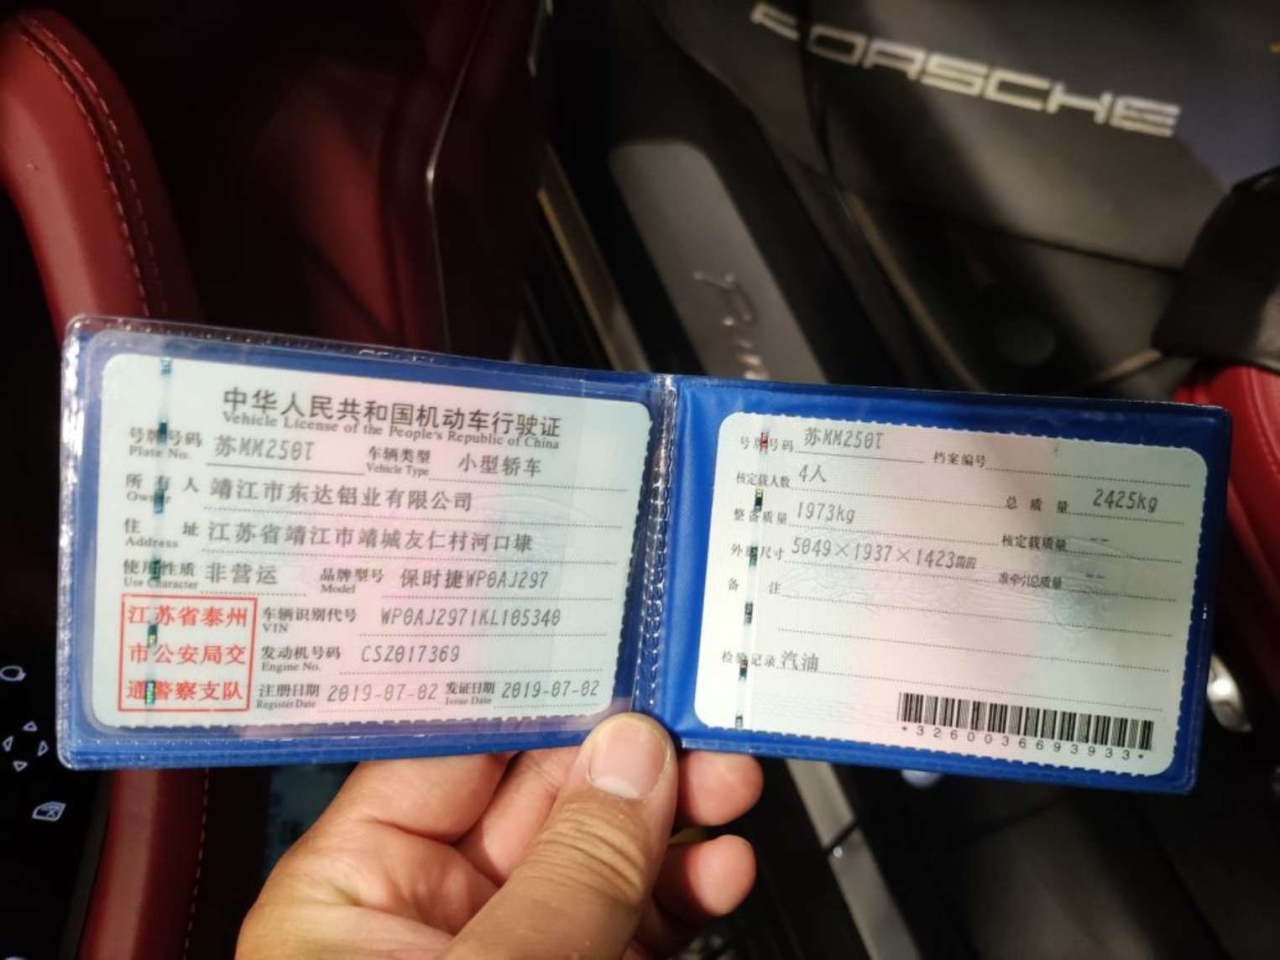 PORSCHE
中华人民共和国机动车行驶证
Vehicle License of the People's Republic of China
号牌号码 苏MM250T 车辆类型 小型轿车
Plate No. Vehicle Type
所有人 靖江市东达铝业有限公司
Owner
住址 江苏省靖江市靖城友仁村河口埭
Address
使用性质 非营运 品牌型号 保时捷WP0AJ297
Use Character Model
江苏省泰州
市公安局交
通警察支队
车辆识别代号 WP0AJ2971KL105340
VIN
发动机号码 CSZ017369
Engine No.
注册日期 2019-07-02 发证日期 2019-07-02
Register Date Issue Date
号牌号码 苏MM250T 档案编号
核定载人数 4人 总质量 2425kg
整备质量 1973kg 核定载质量 --
外廓尺寸 5049×1937×1423mm 准牵引总质量 --
备注
检验记录 汽油
*3260036693933*